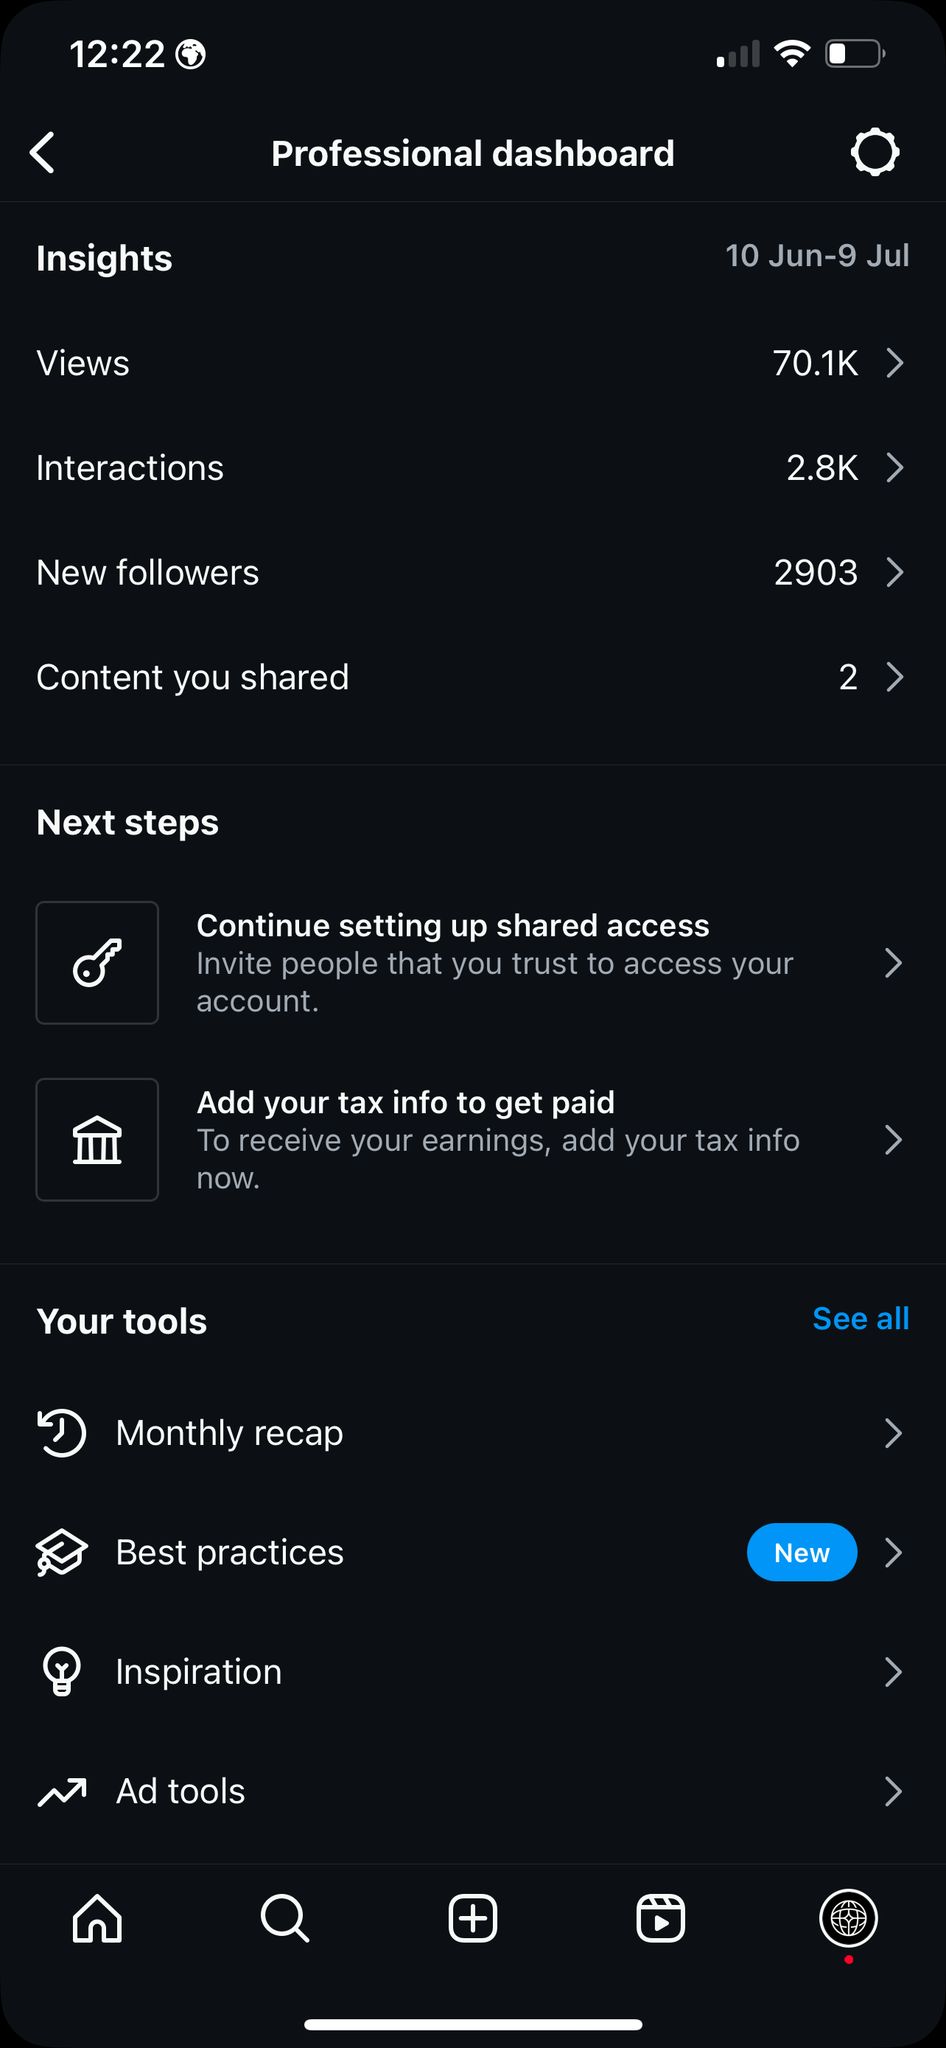 12:22
Professional dashboard
Insights
10 Jun-9 Jul
Views
70.1K
Interactions
2.8K
New followers
2903
Content you shared
2
Next steps
Continue setting up shared access
Invite people that you trust to access your
account.
Add your tax info to get paid
To receive your earnings, add your tax info
now.
Your tools
See all
Monthly recap
Best practices
New
Inspiration
Ad tools